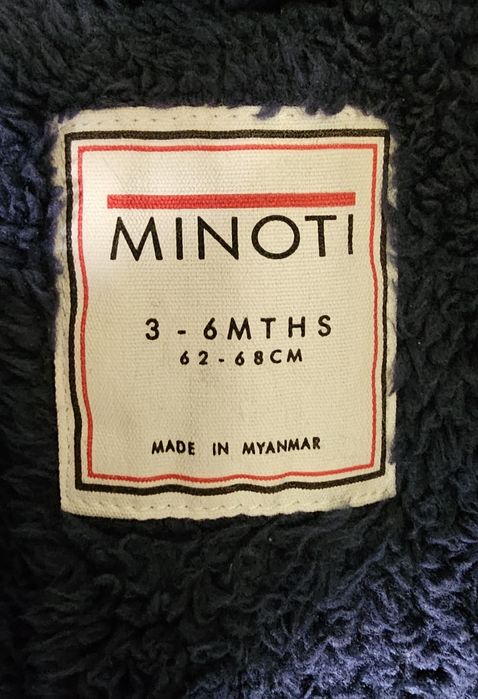 MINOTI
3 - 6MTHS
62-68CM
MADE IN MYANMAR